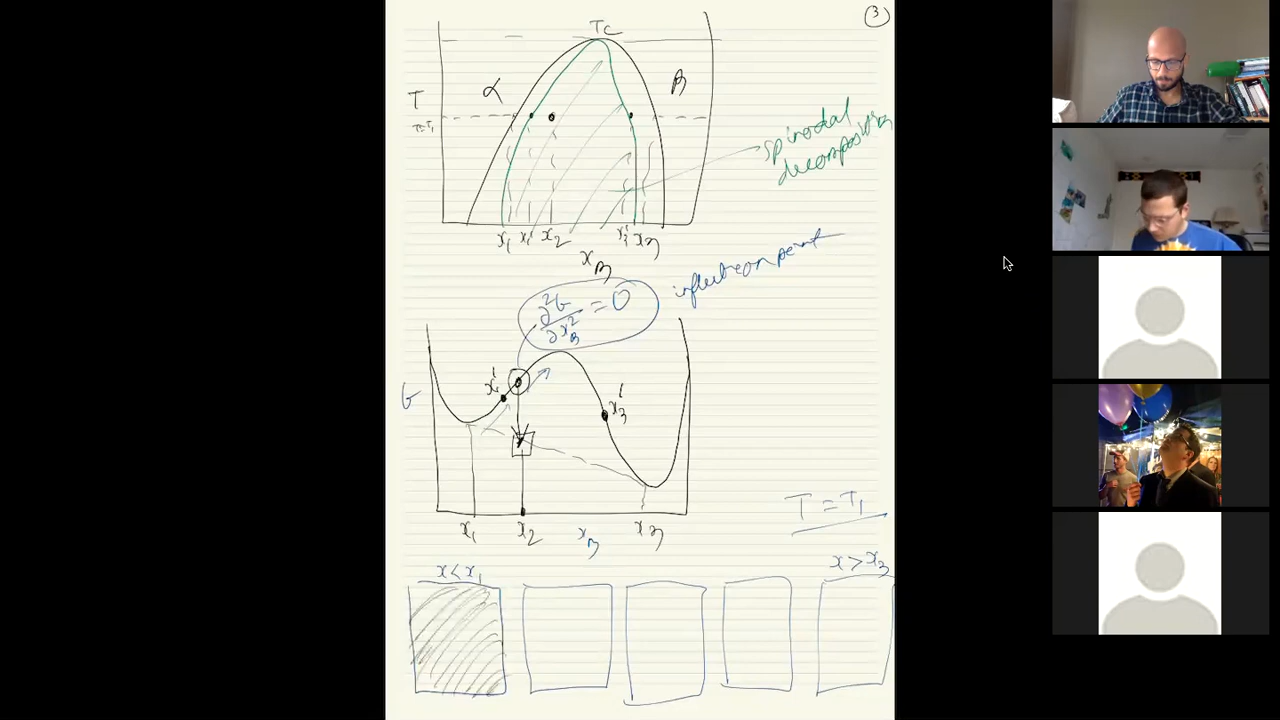 3
Tc
α
β
T
T=T1
spinodal
decomposition
x1 x1' x2 x3' x3
xB
∂²G/∂xB² = 0
inflection point
x1'
G
x3'
T = T1
x1 x2 xB x3
x<x1
x>x3